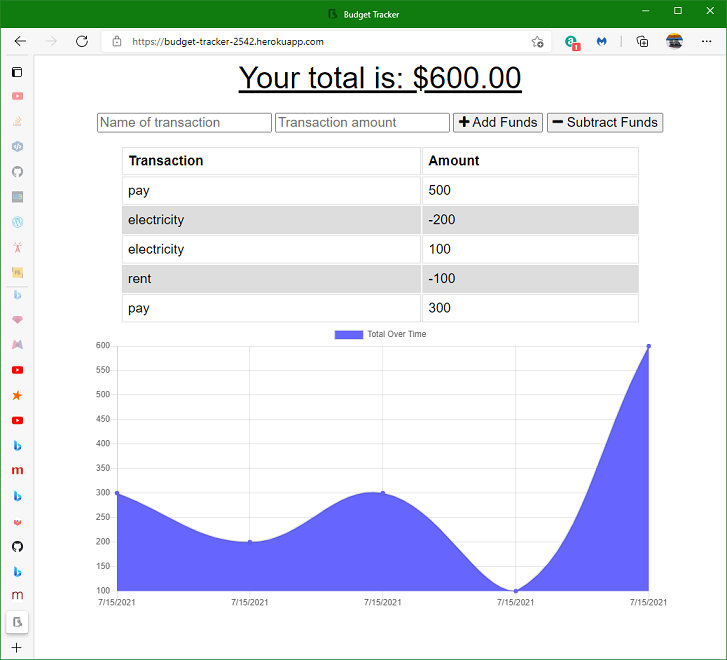 Budget Tracker
https://budget-tracker-2542.herokuapp.com
1
Your total is: $600.00
Name of transaction Transaction amount + Add Funds − Subtract Funds
Transaction Amount
pay 500
electricity -200
electricity 100
rent -100
pay 300
Total Over Time
600
550
500
450
400
350
300
250
200
150
100
7/15/2021 7/15/2021 7/15/2021 7/15/2021 7/15/2021